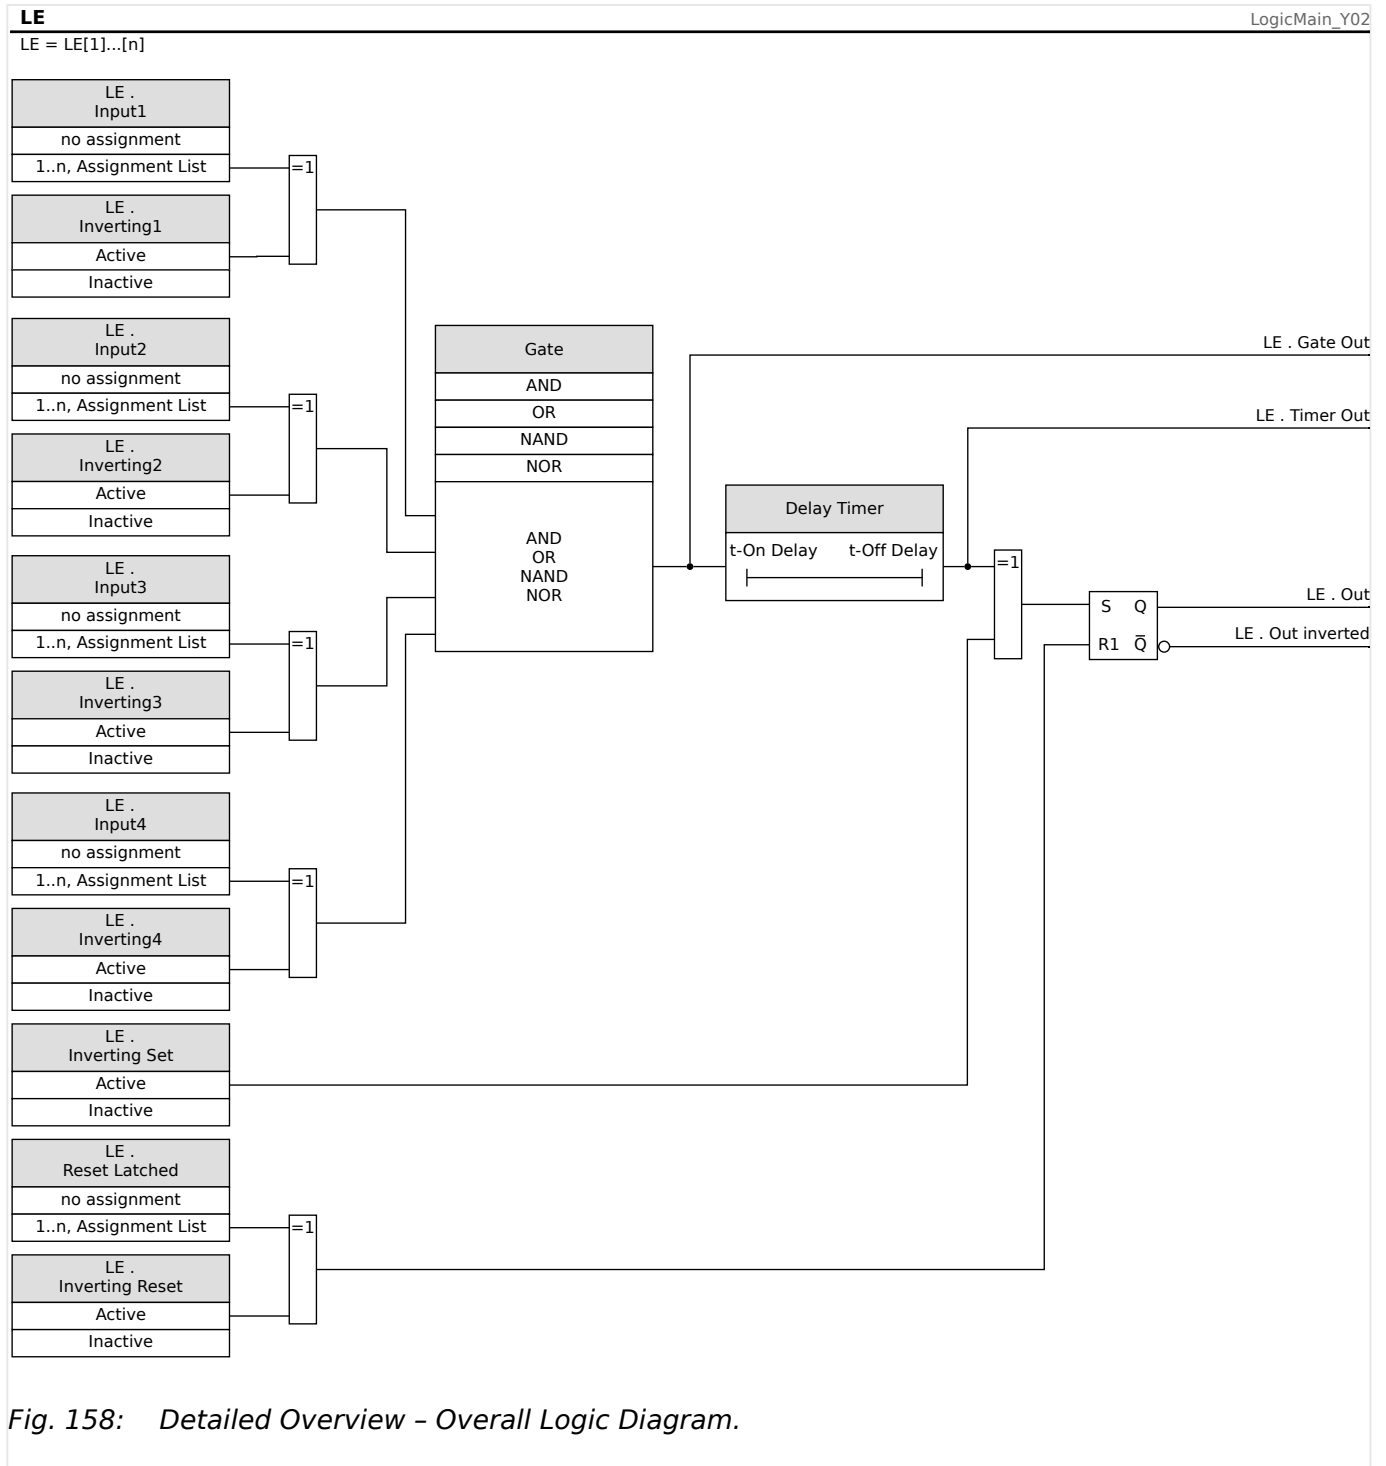 LE
LogicMain_Y02
LE = LE[1]...[n]
LE .
Input1
no assignment
1..n, Assignment List
=1
LE .
Inverting1
Active
Inactive
LE .
Input2
no assignment
1..n, Assignment List
=1
LE .
Inverting2
Active
Inactive
LE .
Input3
no assignment
1..n, Assignment List
=1
LE .
Inverting3
Active
Inactive
LE .
Input4
no assignment
1..n, Assignment List
=1
LE .
Inverting4
Active
Inactive
LE .
Inverting Set
Active
Inactive
LE .
Reset Latched
no assignment
1..n, Assignment List
=1
LE .
Inverting Reset
Active
Inactive
Gate
AND
OR
NAND
NOR
AND
OR
NAND
NOR
Delay Timer
t-On Delay t-Off Delay
=1
S Q
R1 Q̅
LE . Gate Out
LE . Timer Out
LE . Out
LE . Out inverted
Fig. 158: Detailed Overview – Overall Logic Diagram.